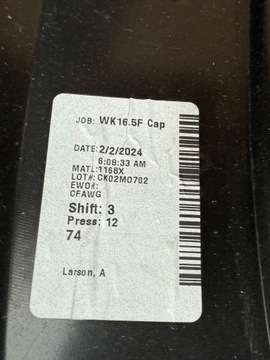 JOB: WK16.5F Cap
DATE: 2/2/2024
6:08:33 AM
MATL: 1168X
LOT#: CK02MO702
EWO#:
CFAWG
Shift: 3
Press: 12
74
Larson, A